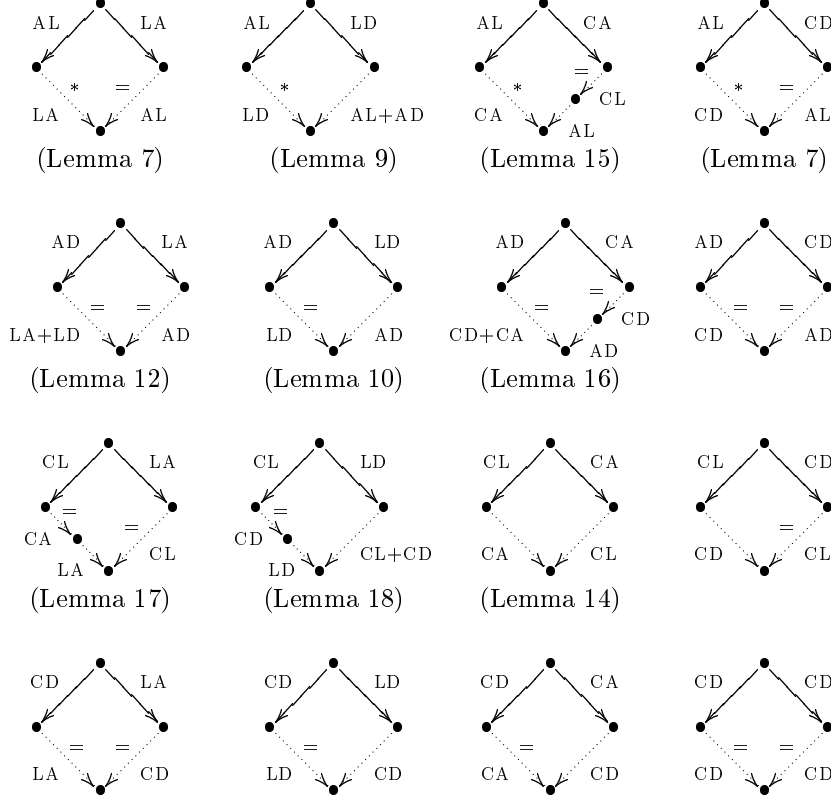 AL LA AL LD AL CA AL CD
* = * * = * =
LA AL LD AL+AD CA CL AL CD AL
(Lemma 7) (Lemma 9) (Lemma 15) (Lemma 7)
AD LA AD LD AD CA AD CD
= = = = = = =
LA+LD AD LD AD CD+CA CD AD CD AD
(Lemma 12) (Lemma 10) (Lemma 16)
CL LA CL LD CL CA CL CD
= = = =
CA LA CL CD LD CL+CD CA CL CD CL
(Lemma 17) (Lemma 18) (Lemma 14)
CD LA CD LD CD CA CD CD
= = = = = =
LA CD LD CD CA CD CD CD